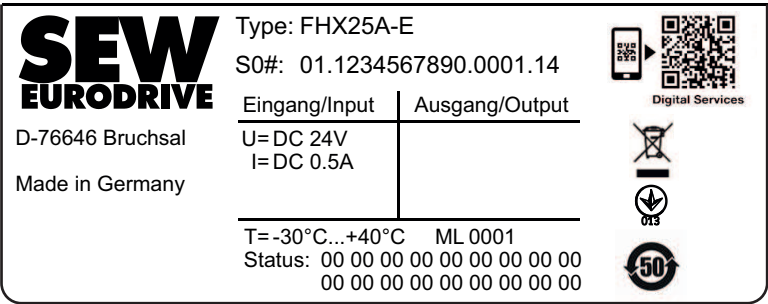 SEW
EURODRIVE
D-76646 Bruchsal
Made in Germany
Type: FHX25A-E
S0#: 01.1234567890.0001.14
Eingang/Input
Ausgang/Output
U= DC 24V
I= DC 0.5A
T= -30°C...+40°C ML 0001
Status: 00 00 00 00 00 00 00 00 00
00 00 00 00 00 00 00 00 00
Digital Services
013
50